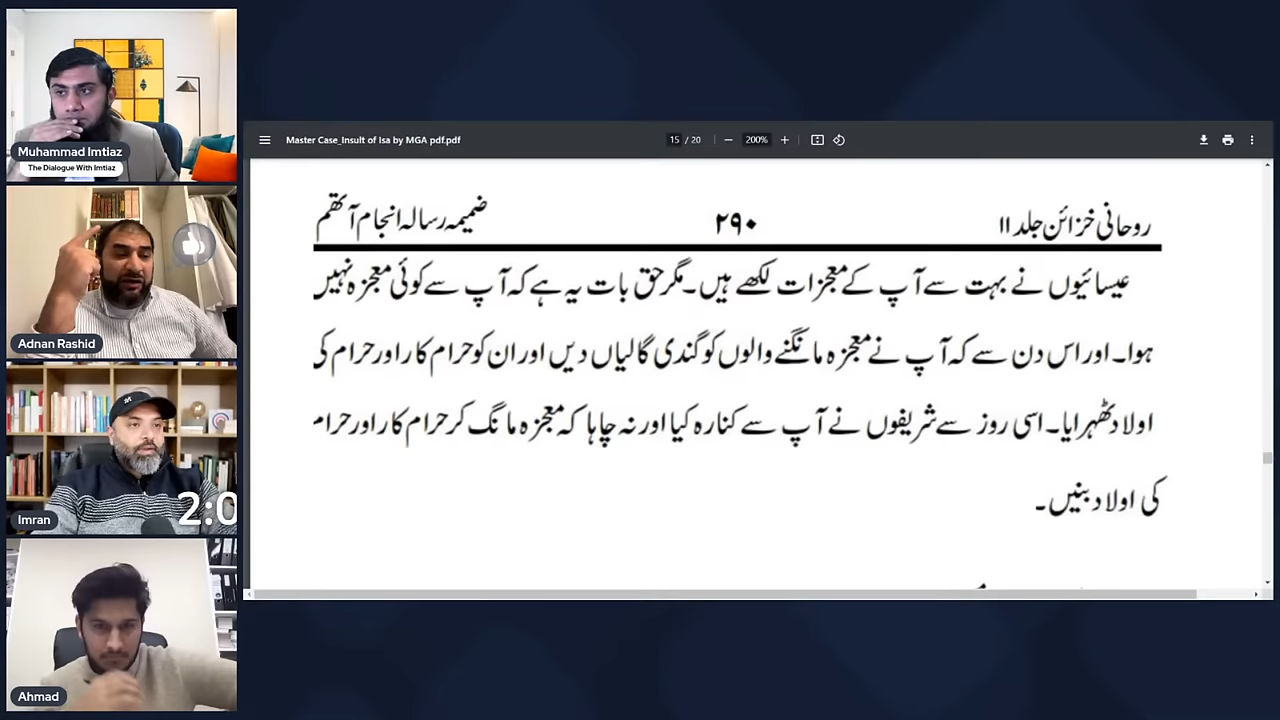 Muhammad Imtiaz
The Dialogue With Imtiaz
Adnan Rashid
Imran
2:0
Ahmad
Master Case_Insult of Isa by MGA pdf.pdf
15 / 20
200%
روحانی خزائن جلد ۱۱
۲۹۰
ضمیمہ رسالہ انجام آتھم
عیسائیوں نے بہت سے آپ کے معجزات لکھے ہیں۔ مگر حق بات یہ ہے کہ آپ سے کوئی معجزہ نہیں
ہوا۔ اور اس دن سے کہ آپ نے معجزہ مانگنے والوں کو گندی گالیاں دیں اور ان کو حرام کار اور حرام کی
اولاد ٹھہرایا۔ اسی روز سے شریفوں نے آپ سے کنارہ کیا اور نہ چاہا کہ معجزہ مانگ کر حرام کار اور حرام
کی اولاد بنیں۔